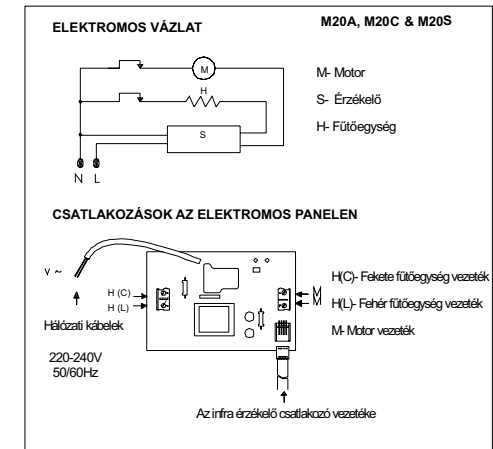 ELEKTROMOS VÁZLAT
M20A, M20C & M20S
M
H
S
N L
M- Motor
S- Érzékelő
H- Fűtőegység
CSATLAKOZÁSOK AZ ELEKTROMOS PANELEN
V ~
H (C)
H (L)
M
M
Hálózati kábelek
220-240V
50/60Hz
H(C)- Fekete fűtőegység vezeték
H(L)- Fehér fűtőegység vezeték
M- Motor vezeték
Az infra érzékelő csatlakozó vezetéke